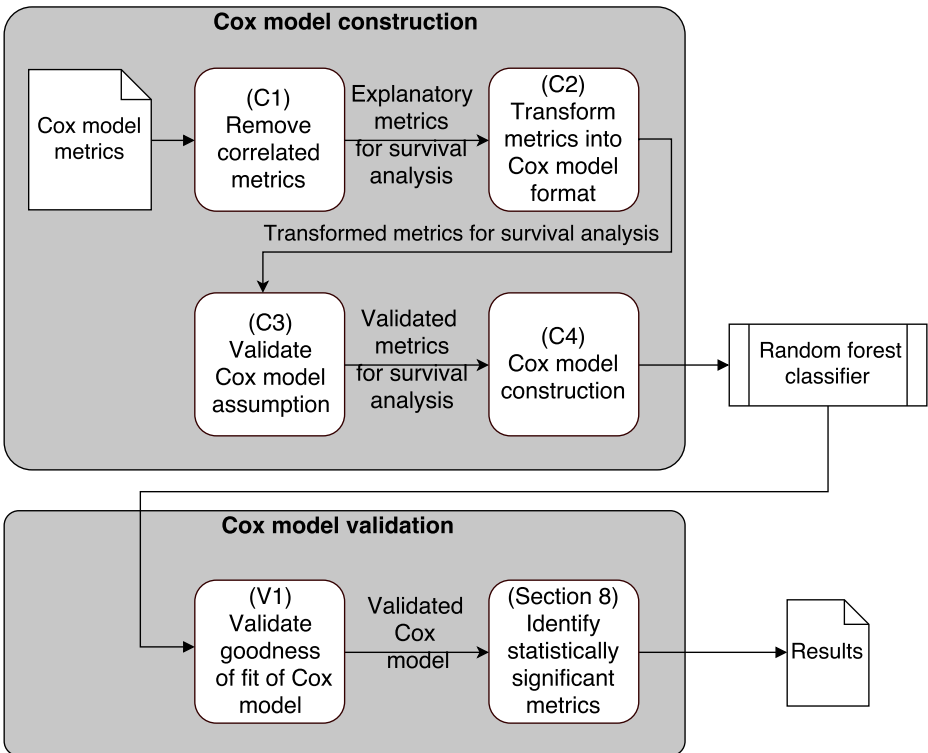 Cox model construction
Cox model
metrics
(C1)
Remove
correlated
metrics
Explanatory
metrics
for survival
analysis
(C2)
Transform
metrics into
Cox model
format
Transformed metrics for survival analysis
(C3)
Validate
Cox model
assumption
Validated
metrics
for survival
analysis
(C4)
Cox model
construction
Random forest
classifier
Cox model validation
(V1)
Validate
goodness
of fit of Cox
model
Validated
Cox
model
(Section 8)
Identify
statistically
significant
metrics
Results